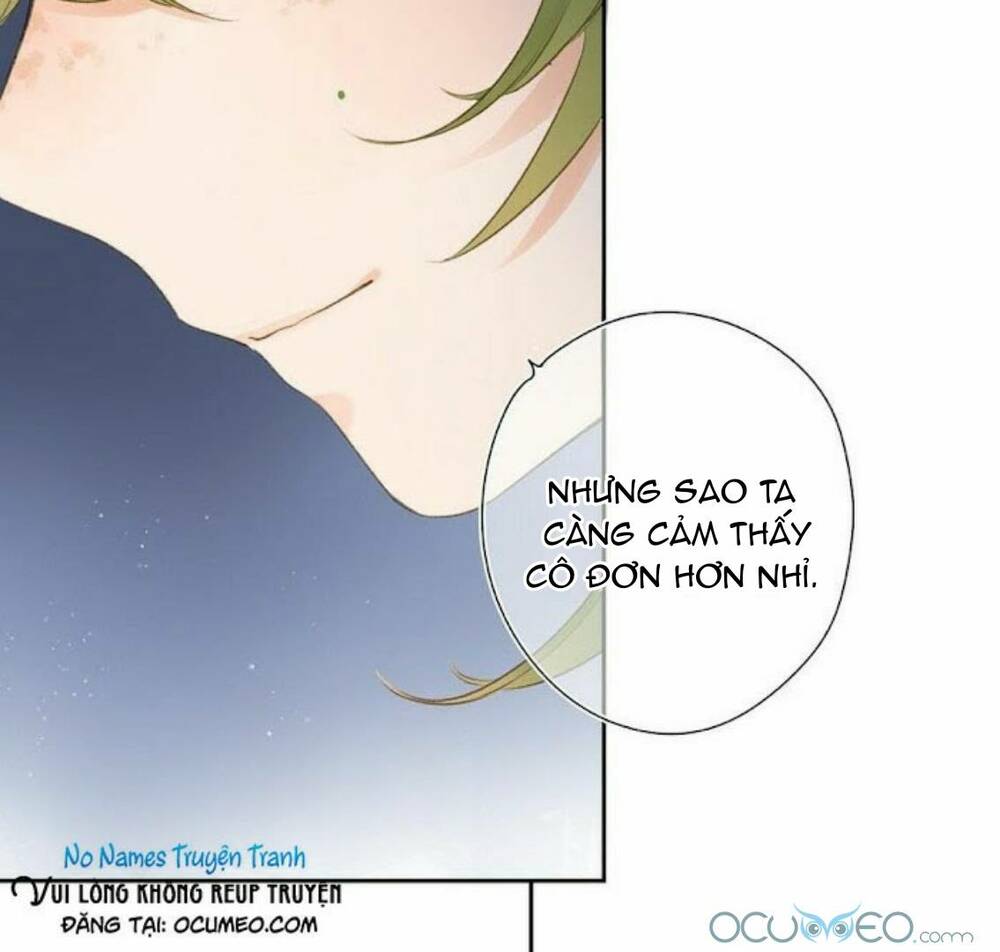 NHƯNG SAO TA
CÀNG CẢM THẤY
CÔ ĐƠN HƠN NHỈ.
No Names Truyện Tranh
VUI LÒNG KHÔNG REUP TRUYỆN
ĐĂNG TẠI: OCUMEO.COM
OCUMEO.comm